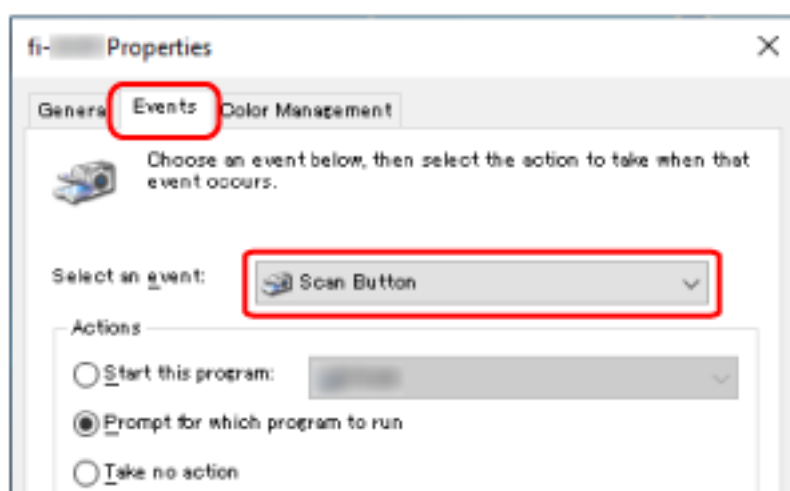 fi- Properties
General Events Color Management
Choose an event below, then select the action to take when that
event occurs.
Select an event: Scan Button
Actions
Start this program:
Prompt for which program to run
Take no action